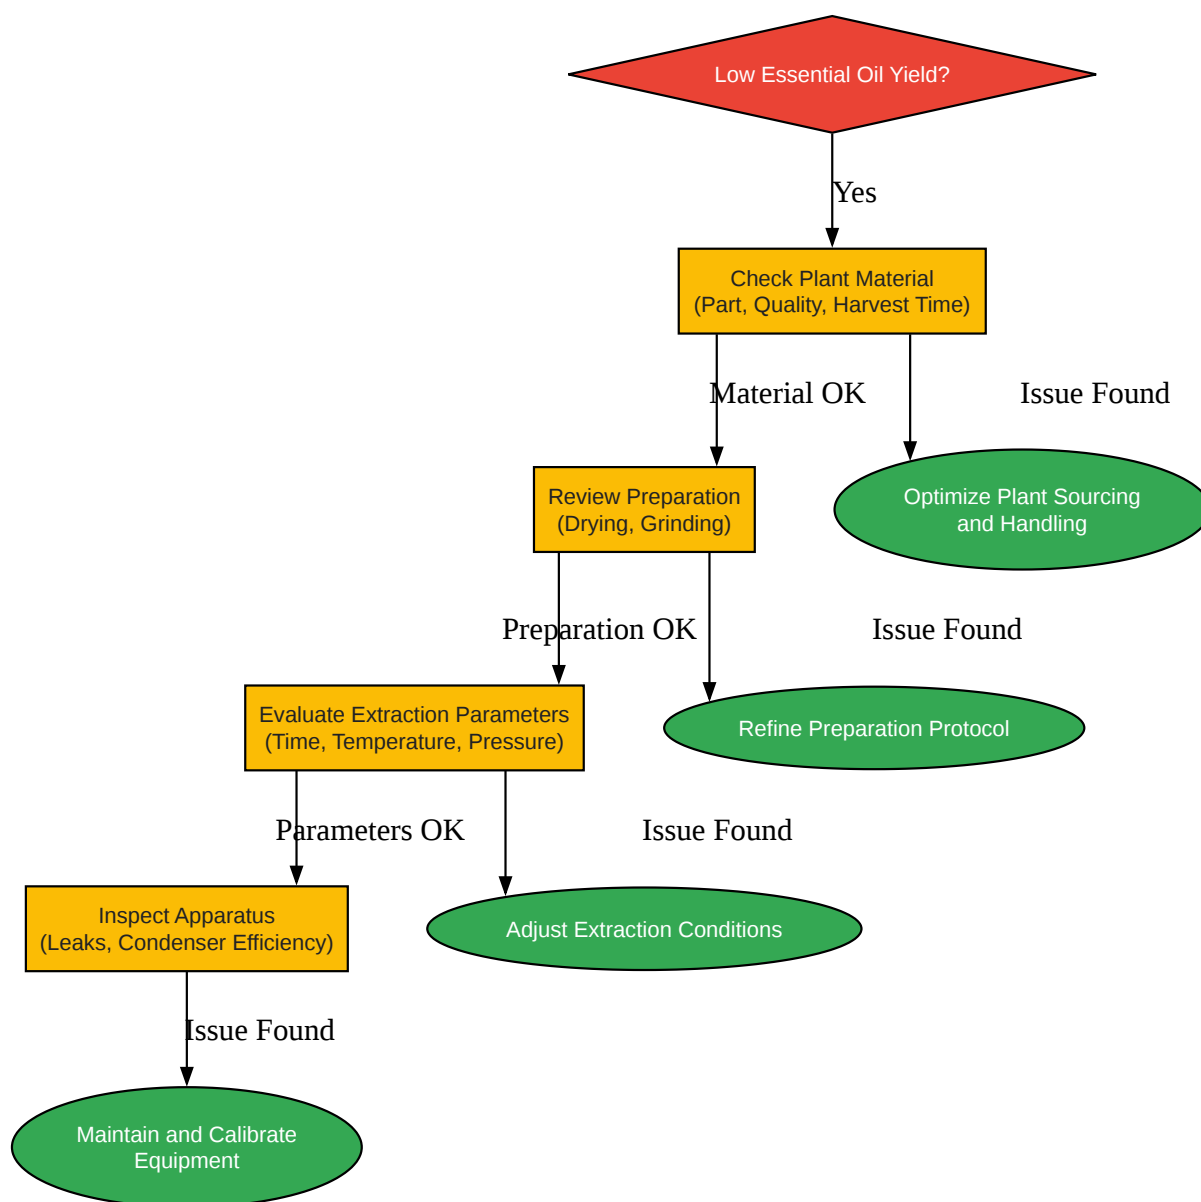 Low Essential Oil Yield?
Yes
Check Plant Material
(Part, Quality, Harvest Time)
Material OK
Issue Found
Review Preparation
(Drying, Grinding)
Optimize Plant Sourcing
and Handling
Preparation OK
Issue Found
Evaluate Extraction Parameters
(Time, Temperature, Pressure)
Refine Preparation Protocol
Parameters OK
Issue Found
Inspect Apparatus
(Leaks, Condenser Efficiency)
Adjust Extraction Conditions
Issue Found
Maintain and Calibrate
Equipment